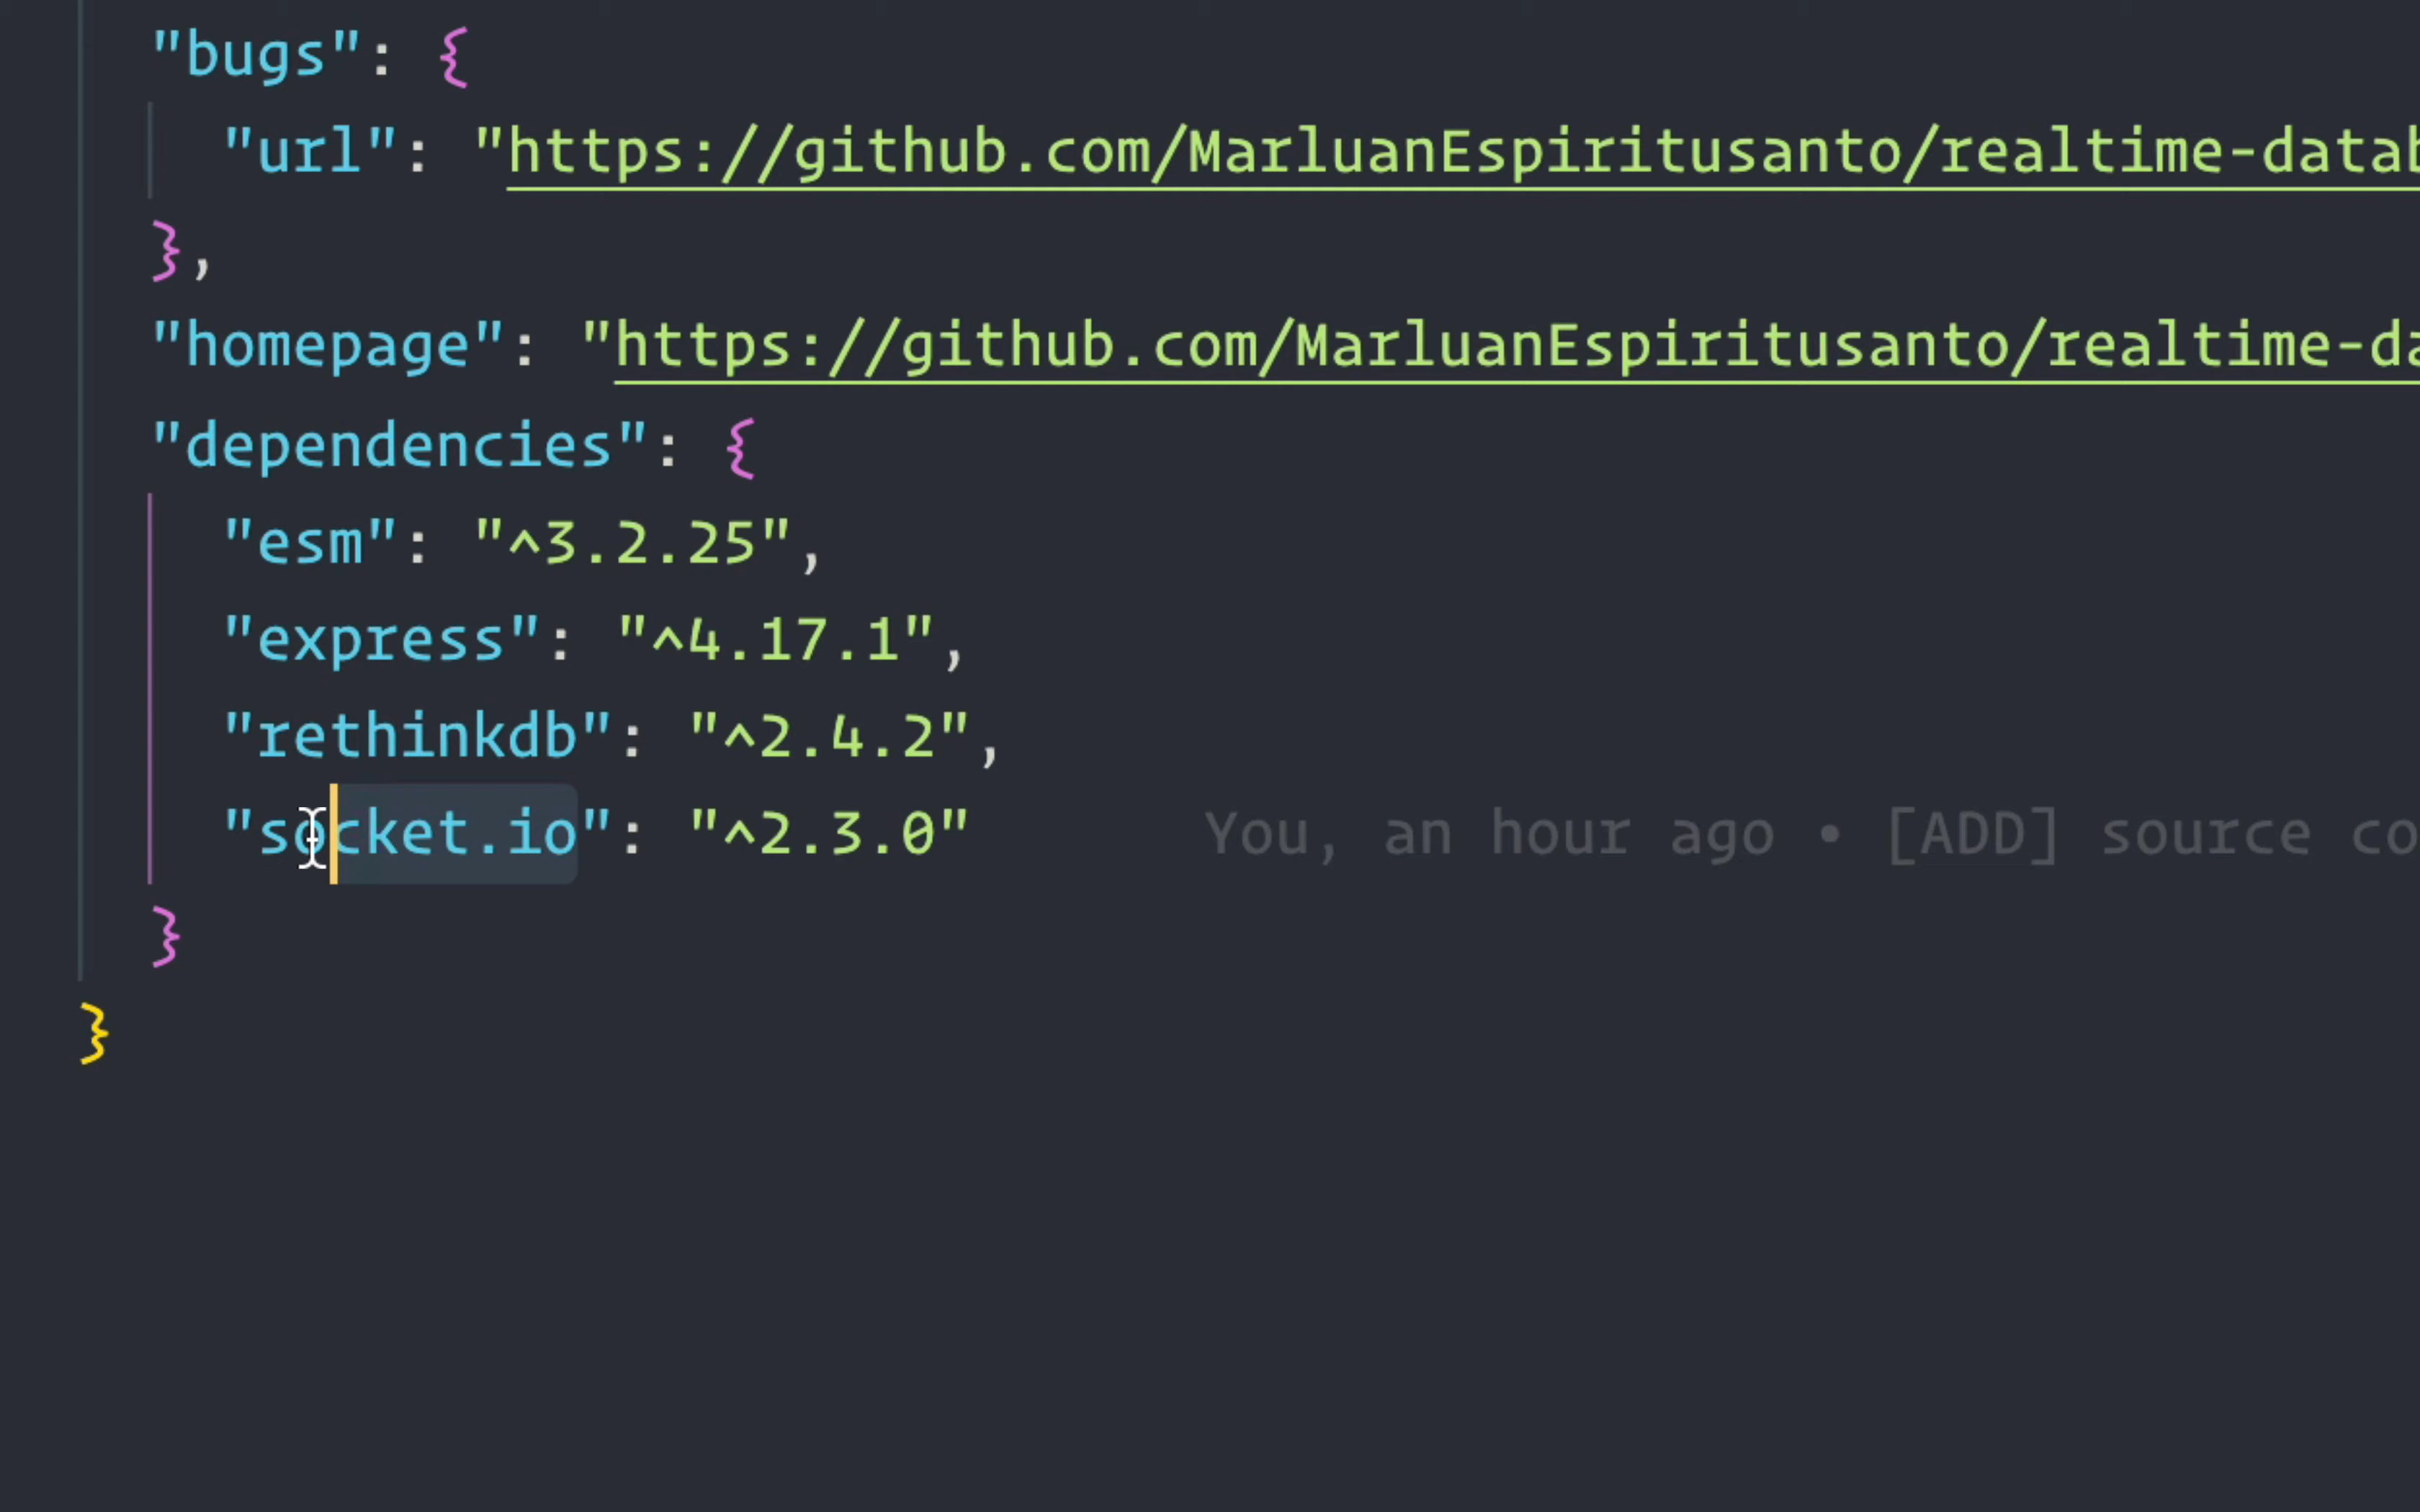 "bugs": {
"url": "https://github.com/MarluanEspiritusanto/realtime-datab
},
"homepage": "https://github.com/MarluanEspiritusanto/realtime-da
"dependencies": {
"esm": "^3.2.25",
"express": "^4.17.1",
"rethinkdb": "^2.4.2",
"socket.io": "^2.3.0" You, an hour ago • [ADD] source co
}
}